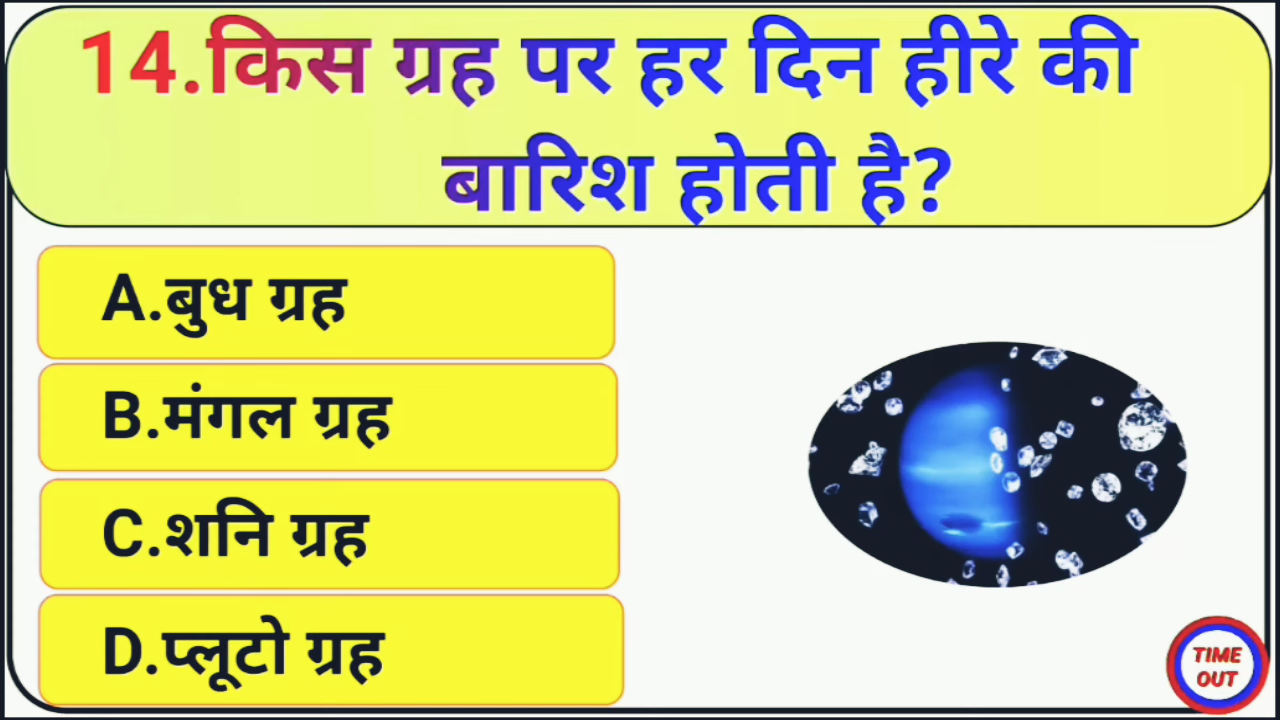 14.किस ग्रह पर हर दिन हीरे की
बारिश होती है?
A.बुध ग्रह
B.मंगल ग्रह
C.शनि ग्रह
D.प्लूटो ग्रह
TIME
OUT